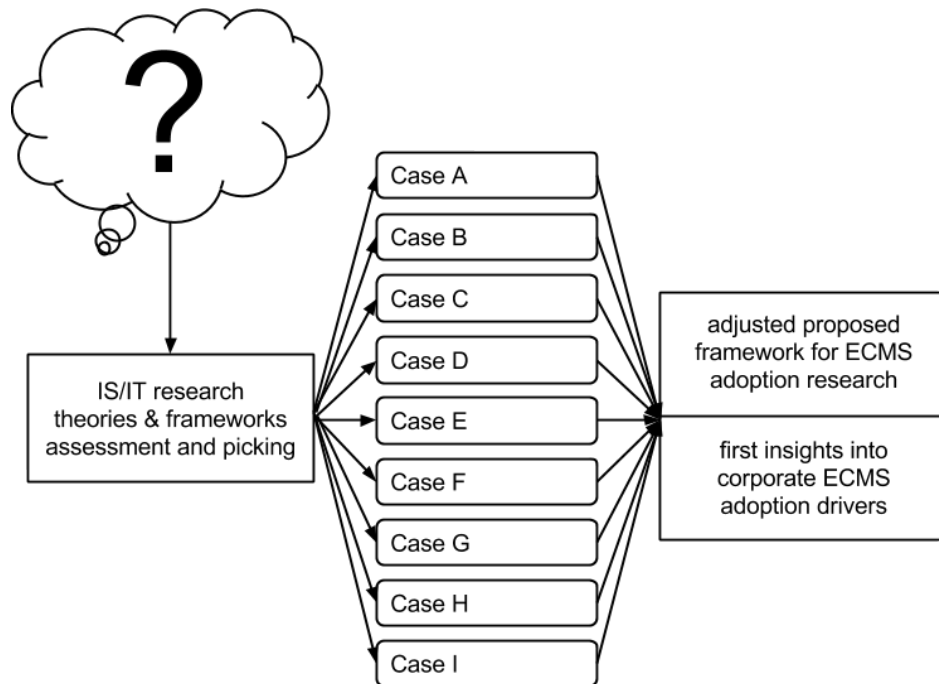 ?
IS/IT research
theories & frameworks
assessment and picking
Case A
Case B
Case C
Case D
Case E
Case F
Case G
Case H
Case I
adjusted proposed
framework for ECMS
adoption research
first insights into
corporate ECMS
adoption drivers